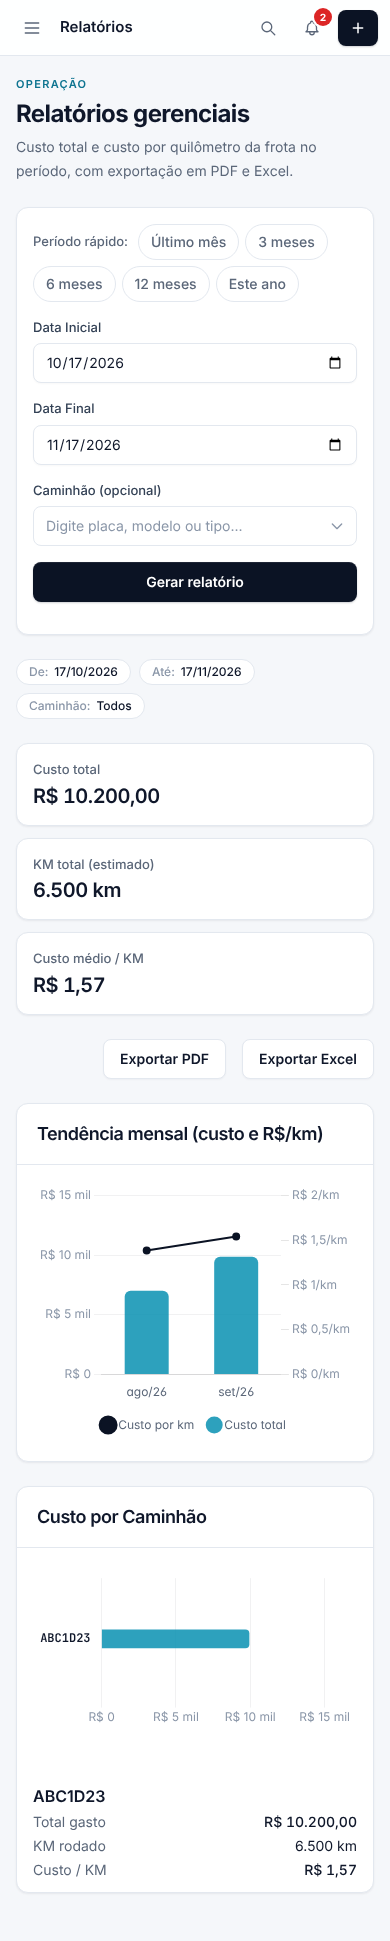 Relatórios
2
OPERAÇÃO
Relatórios gerenciais
Custo total e custo por quilômetro da frota no
período, com exportação em PDF e Excel.
Período rápido:
Último mês
3 meses
6 meses
12 meses
Este ano
Data Inicial
10/17/2026
Data Final
11/17/2026
Caminhão (opcional)
Digite placa, modelo ou tipo...
Gerar relatório
De: 17/10/2026
Até: 17/11/2026
Caminhão: Todos
Custo total
R$ 10.200,00
KM total (estimado)
6.500 km
Custo médio / KM
R$ 1,57
Exportar PDF
Exportar Excel
Tendência mensal (custo e R$/km)
R$ 15 mil
R$ 10 mil
R$ 5 mil
R$ 0
R$ 2/km
R$ 1,5/km
R$ 1/km
R$ 0,5/km
R$ 0/km
ago/26
set/26
Custo por km
Custo total
Custo por Caminhão
ABC1D23
R$ 0
R$ 5 mil
R$ 10 mil
R$ 15 mil
ABC1D23
Total gasto R$ 10.200,00
KM rodado 6.500 km
Custo / KM R$ 1,57